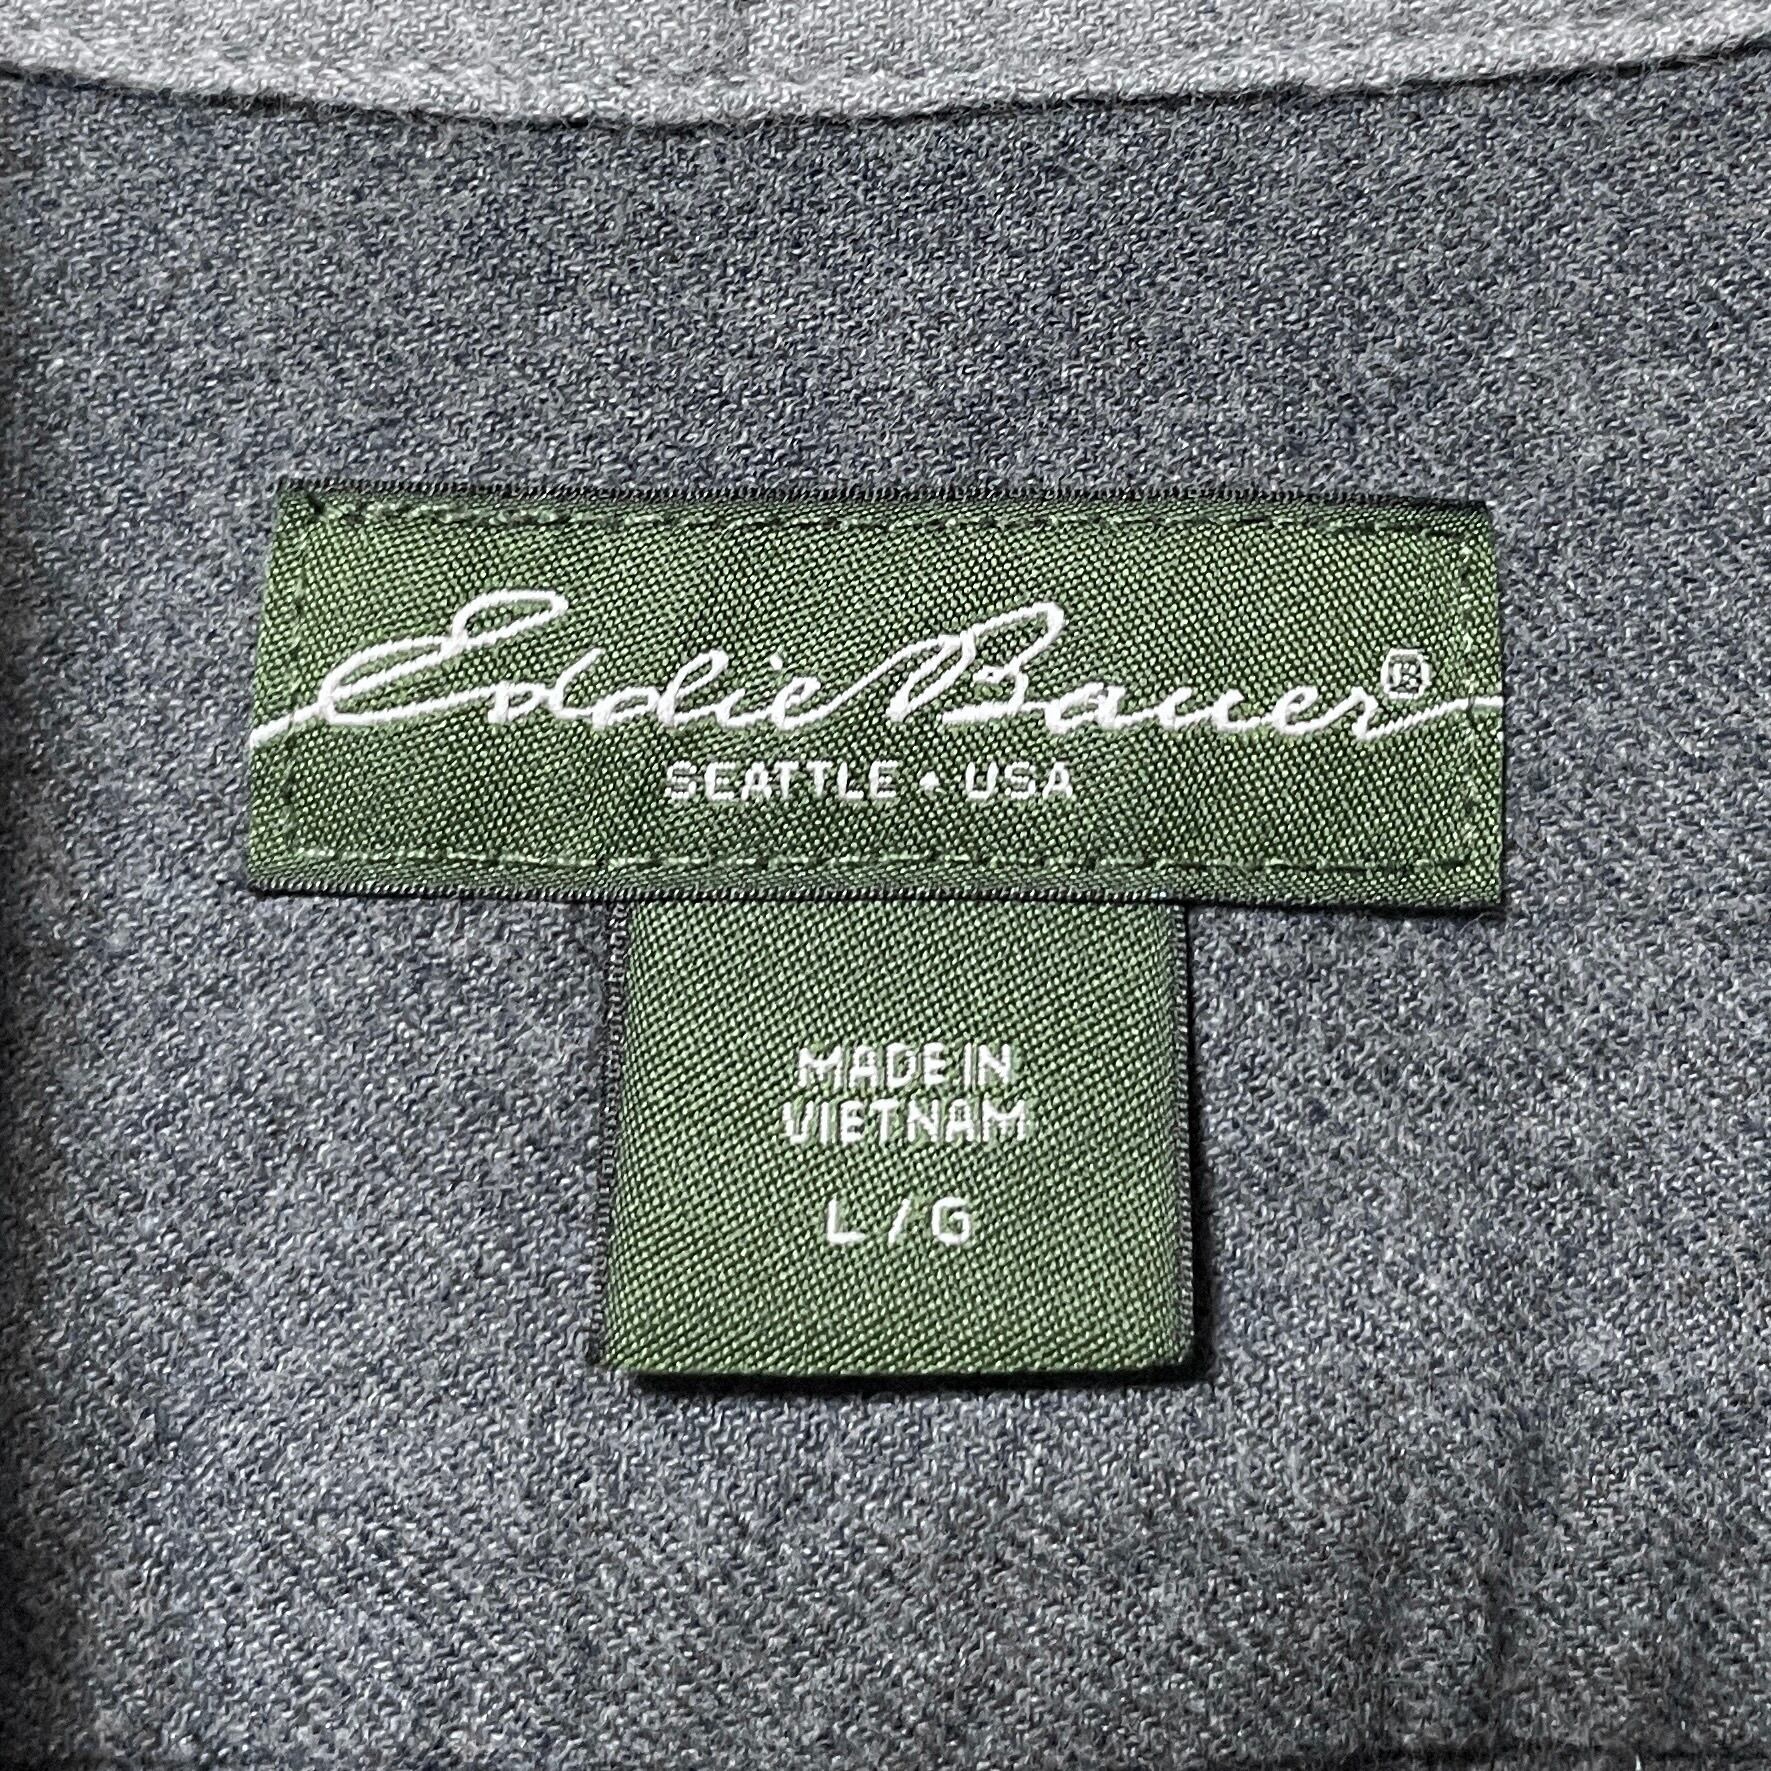 Eddie Bauer®
SEATTLE • USA
MADE IN
VIETNAM
L / G